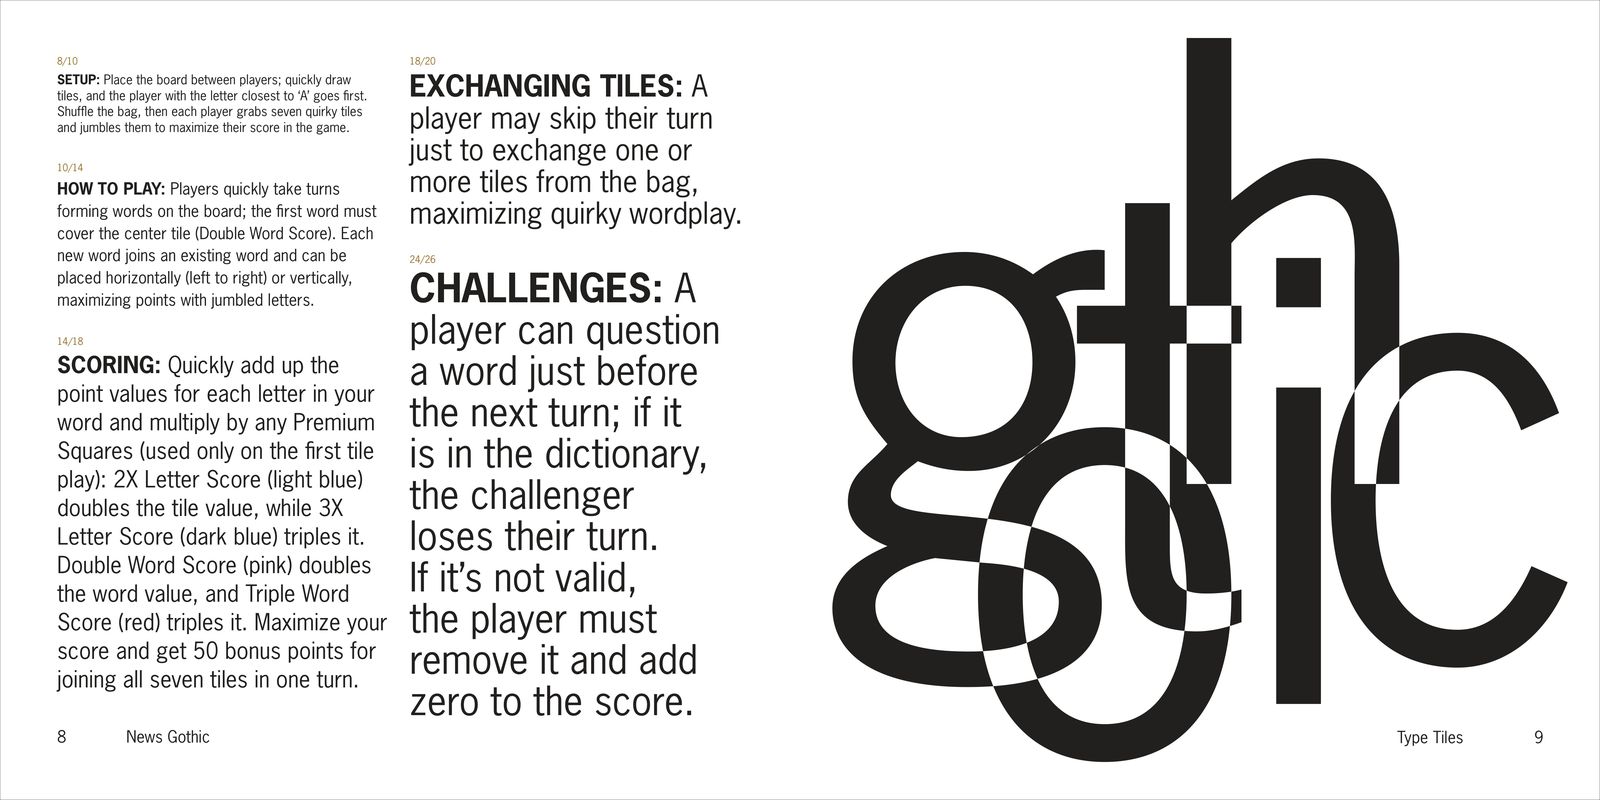 8/10
SETUP: Place the board between players; quickly draw
tiles, and the player with the letter closest to ‘A’ goes first.
Shuffle the bag, then each player grabs seven quirky tiles
and jumbles them to maximize their score in the game.
10/14
HOW TO PLAY: Players quickly take turns
forming words on the board; the first word must
cover the center tile (Double Word Score). Each
new word joins an existing word and can be
placed horizontally (left to right) or vertically,
maximizing points with jumbled letters.
14/18
SCORING: Quickly add up the
point values for each letter in your
word and multiply by any Premium
Squares (used only on the first tile
play): 2X Letter Score (light blue)
doubles the tile value, while 3X
Letter Score (dark blue) triples it.
Double Word Score (pink) doubles
the word value, and Triple Word
Score (red) triples it. Maximize your
score and get 50 bonus points for
joining all seven tiles in one turn.
18/20
EXCHANGING TILES: A
player may skip their turn
just to exchange one or
more tiles from the bag,
maximizing quirky wordplay.
24/26
CHALLENGES: A
player can question
a word just before
the next turn; if it
is in the dictionary,
the challenger
loses their turn.
If it’s not valid,
the player must
remove it and add
zero to the score.
gothic
8 News Gothic
Type Tiles 9